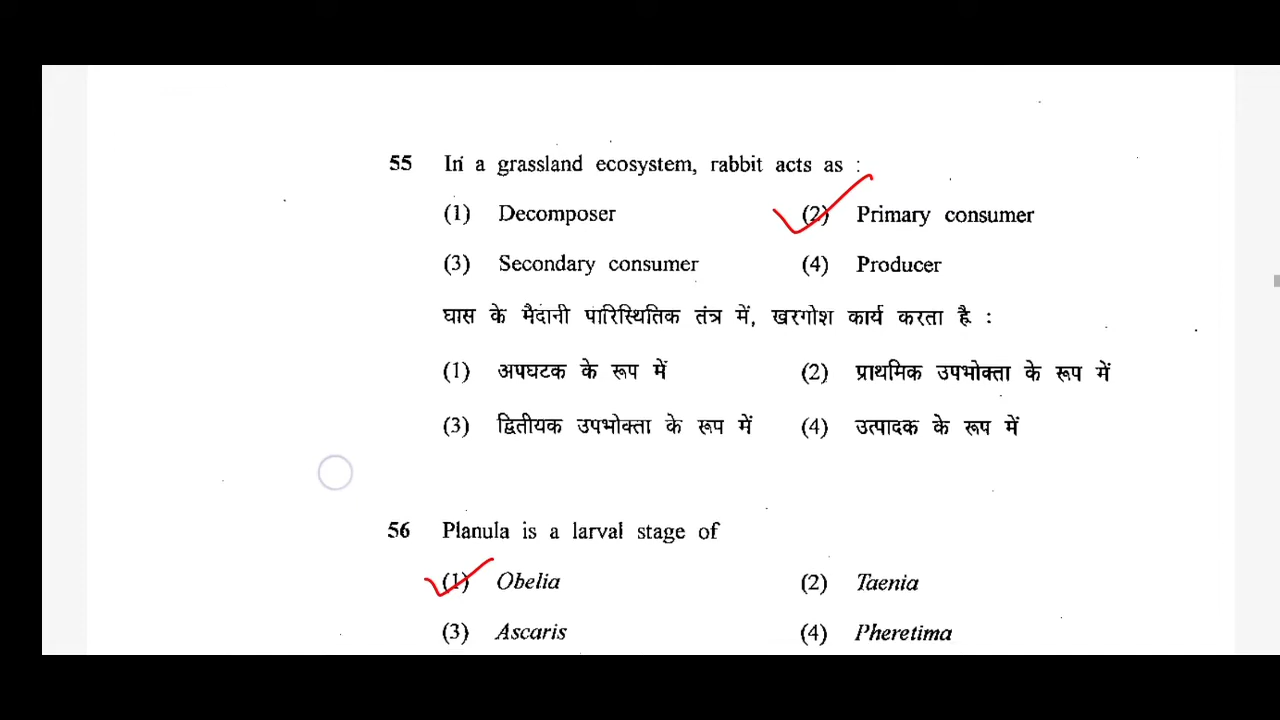 55 In a grassland ecosystem, rabbit acts as :
(1) Decomposer (2) Primary consumer
(3) Secondary consumer (4) Producer
घास के मैदानी पारिस्थितिक तंत्र में, खरगोश कार्य करता है :
(1) अपघटक के रूप में (2) प्राथमिक उपभोक्ता के रूप में
(3) द्वितीयक उपभोक्ता के रूप में (4) उत्पादक के रूप में
56 Planula is a larval stage of
(1) Obelia (2) Taenia
(3) Ascaris (4) Pheretima